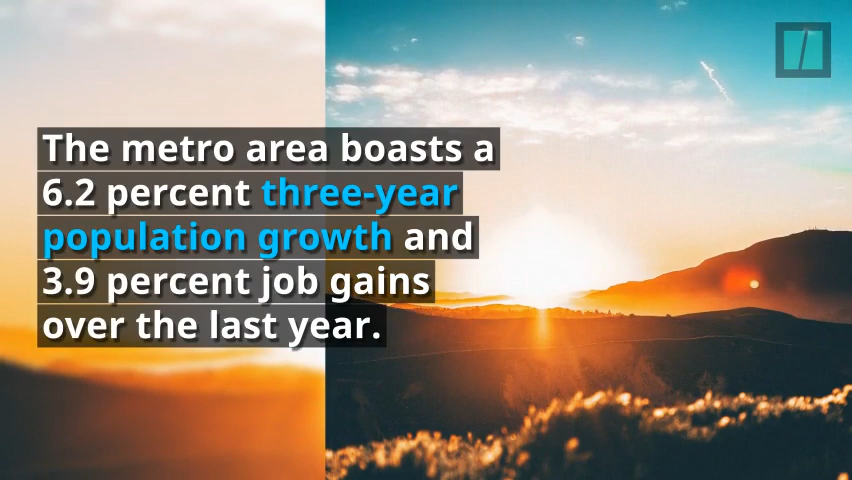 The metro area boasts a
6.2 percent three-year
population growth and
3.9 percent job gains
over the last year.